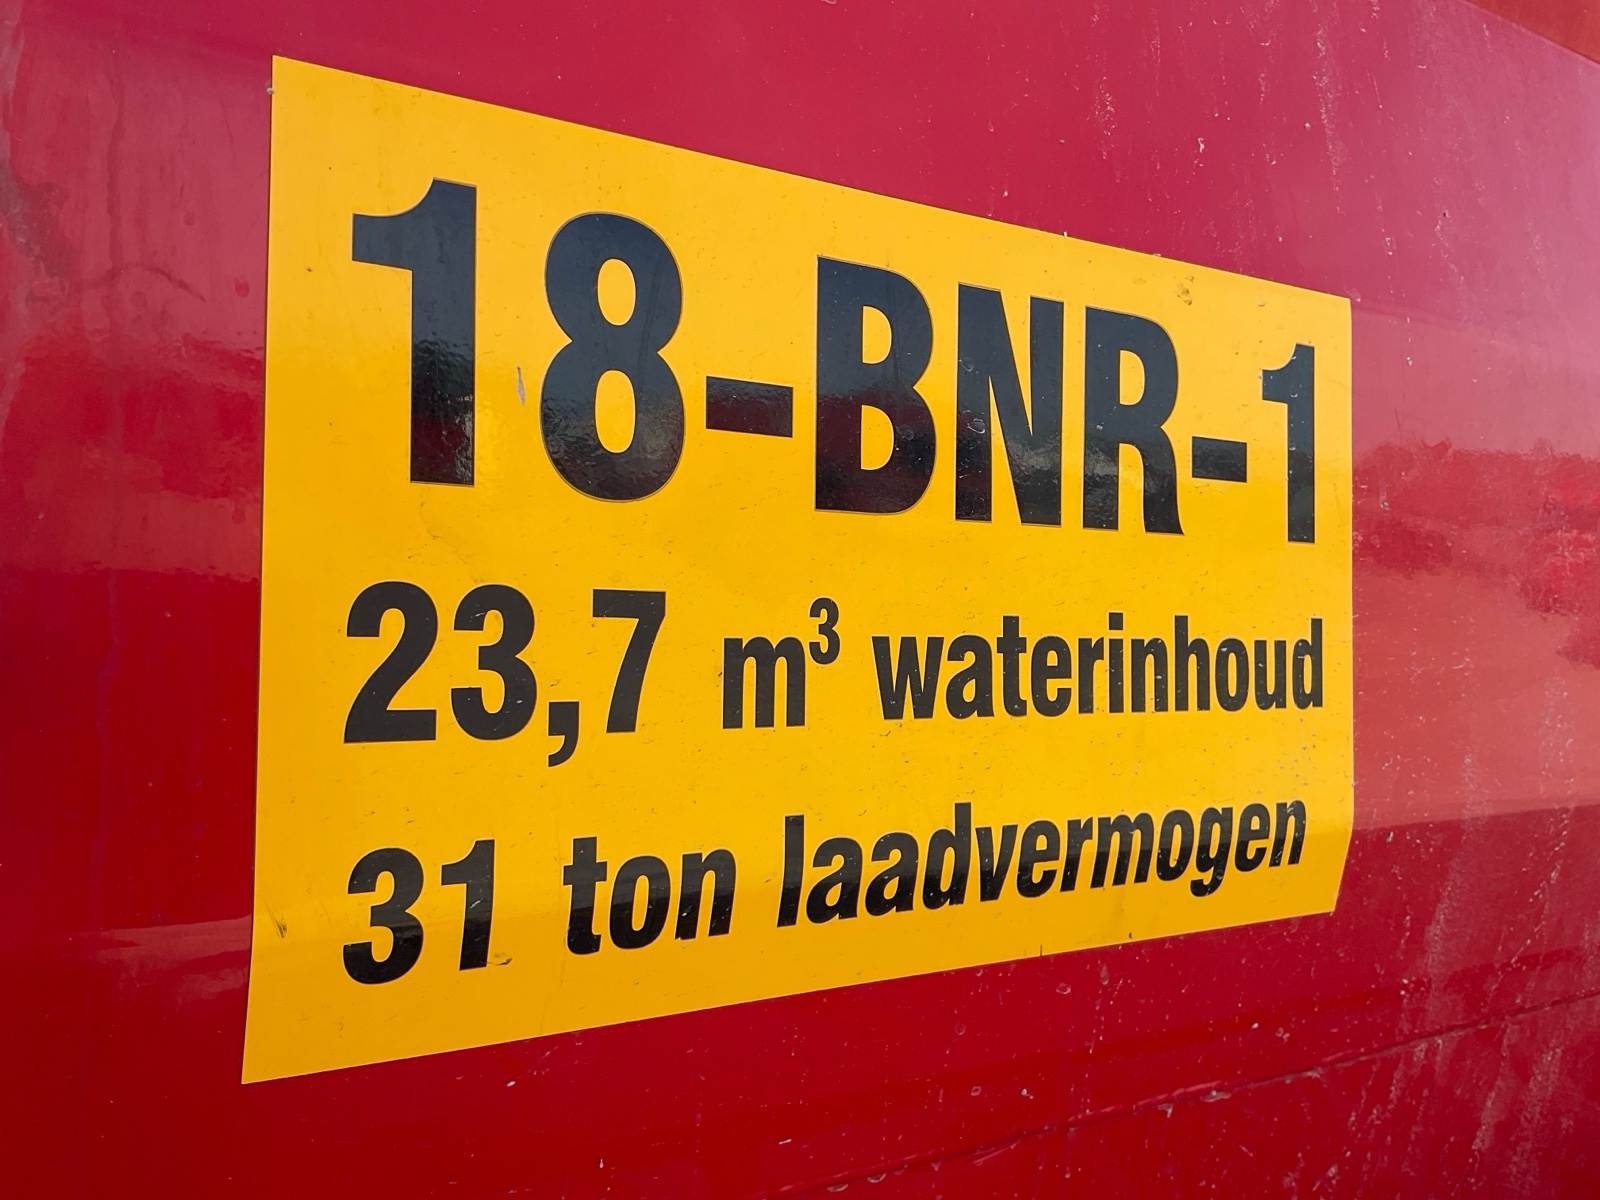 18-BNR-1
23,7 m³ waterinhoud
31 ton laadvermogen